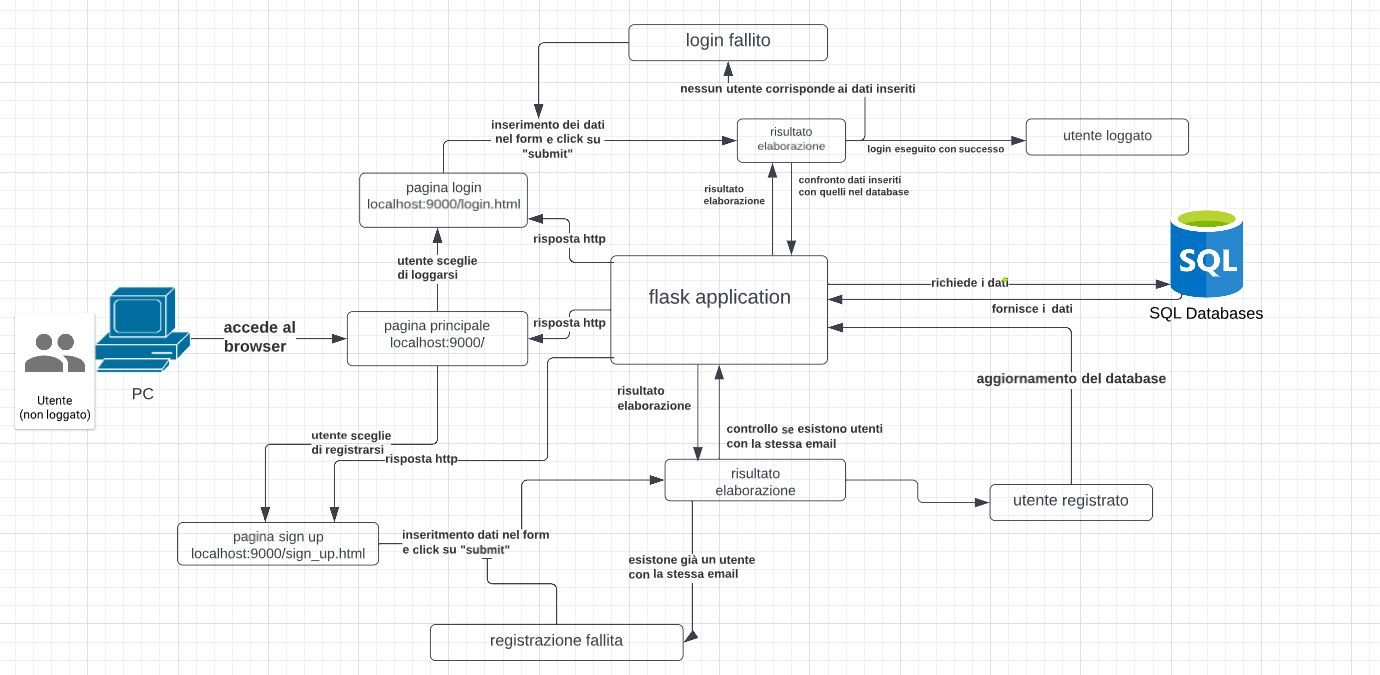 login fallito
nessun utente corrisponde ai dati inseriti
inserimento dei dati
nel form e click su
"submit"
risultato
elaborazione
login eseguito con successo
utente loggato
pagina login
localhost:9000/login.html
risultato
elaborazione
confronto dati inseriti
con quelli nel database
risposta http
utente sceglie
di loggarsi
flask application
richiede i dati
fornisce i dati
SQL
SQL Databases
accede al
browser
pagina principale
localhost:9000/
risposta http
PC
Utente
(non loggato)
aggiornamento del database
risultato
elaborazione
controllo se esistono utenti
con la stessa email
utente sceglie
di registrarsi
risposta http
risultato
elaborazione
utente registrato
pagina sign up
localhost:9000/sign_up.html
inseritmento dati nel form
e click su "submit"
esistone già un utente
con la stessa email
registrazione fallita